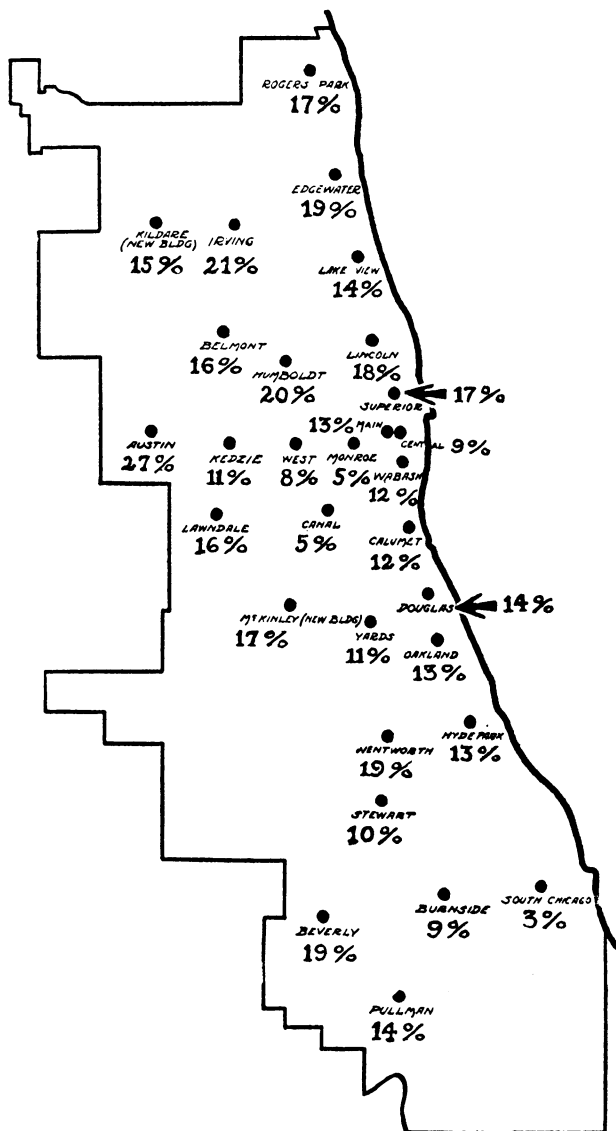 ROGERS PARK
17%
EDGEWATER
19%
KILDARE
(NEW BLDG)
15%
IRVING
21%
LAKE VIEW
14%
BELMONT
16%
HUMBOLDT
20%
LINCOLN
18%
SUPERIOR
17%
13% MAIN
CENTRAL 9%
AUSTIN
27%
KEDZIE
11%
WEST
8%
MONROE
5%
WABASH
12%
LAWNDALE
16%
CANAL
5%
CALUMET
12%
DOUGLAS
14%
McKINLEY (NEW BLDG)
17%
YARDS
11%
OAKLAND
13%
WENTWORTH
19%
HYDE PARK
13%
STEWART
10%
BEVERLY
19%
BURNSIDE
9%
SOUTH CHICAGO
3%
PULLMAN
14%